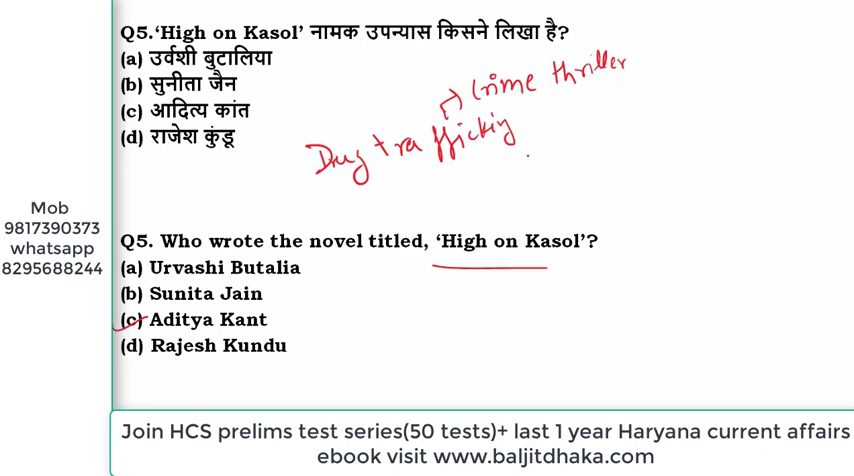 Q5.‘High on Kasol’ नामक उपन्यास किसने लिखा है?
(a) उर्वशी बुटालिया
(b) सुनीता जैन
(c) आदित्य कांत
(d) राजेश कुंडू
Crime thriller
Drug trafficking
Mob
9817390373
whatsapp
8295688244
Q5. Who wrote the novel titled, ‘High on Kasol’?
(a) Urvashi Butalia
(b) Sunita Jain
(c) Aditya Kant
(d) Rajesh Kundu
Join HCS prelims test series(50 tests)+ last 1 year Haryana current affairs
ebook visit www.baljitdhaka.com